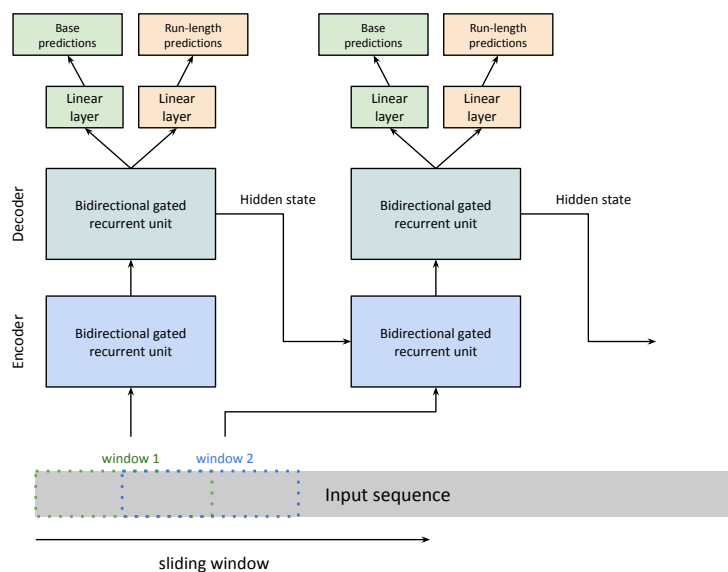 Base
predictions
Run-length
predictions
Base
predictions
Run-length
predictions
Linear
layer
Linear
layer
Linear
layer
Linear
layer
Decoder
Bidirectional gated
recurrent unit
Hidden state
Bidirectional gated
recurrent unit
Hidden state
Encoder
Bidirectional gated
recurrent unit
Bidirectional gated
recurrent unit
window 1
window 2
Input sequence
sliding window